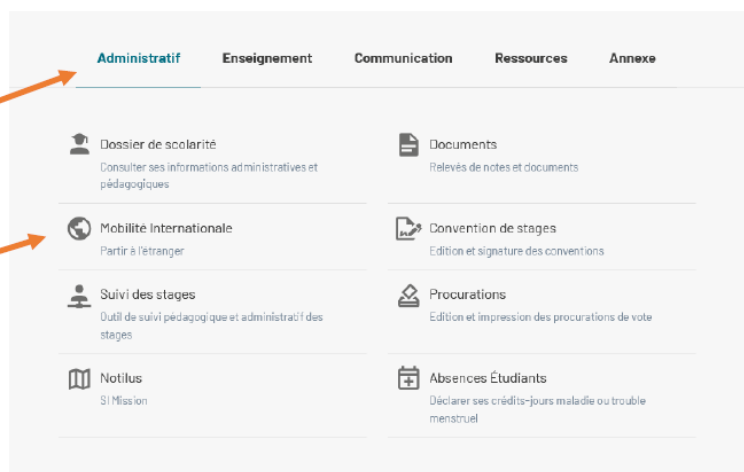 Administratif Enseignement Communication Ressources Annexe
Dossier de scolarité
Consulter ses informations administratives et
pédagogiques
Documents
Relevés de notes et documents
Mobilité Internationale
Partir à l'étranger
Convention de stages
Edition et signature des conventions
Suivi des stages
Outil de suivi pédagogique et administratif des
stages
Procurations
Edition et impression des procurations de vote
Notilus
SI Mission
Absences Étudiants
Déclarer ses crédits-jours maladie ou trouble
menstruel